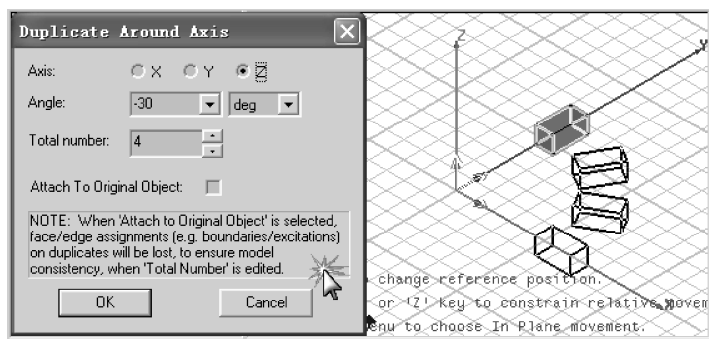 Duplicate Around Axis
Axis: X Y Z
Angle: -30 deg
Total number: 4
Attach To Original Object:
NOTE: When 'Attach to Original Object' is selected,
face/edge assignments (e.g. boundaries/excitations)
on duplicates will be lost, to ensure model
consistency, when 'Total Number' is edited.
OK Cancel
Z
Y
change reference position.
or 'Z' key to constrain relative movem
enu to choose In Plane movement.